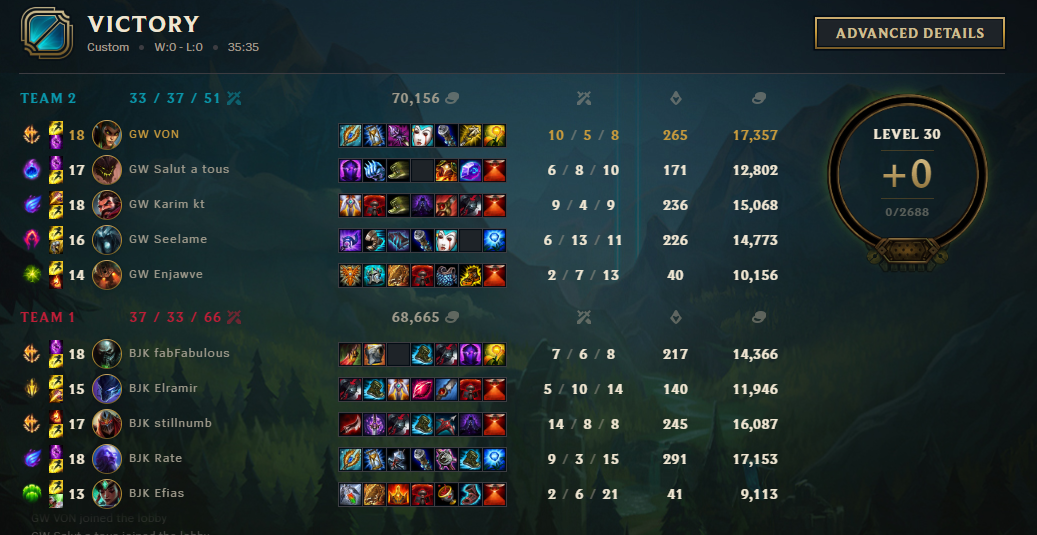 VICTORY
Custom • W:0 - L:0 • 35:35
ADVANCED DETAILS
TEAM 2 33 / 37 / 51 70,156
18 GW VON 10 / 5 / 8 265 17,357
17 GW Salut a tous 6 / 8 / 10 171 12,802
18 GW Karim kt 9 / 4 / 9 236 15,068
16 GW Seelame 6 / 13 / 11 226 14,773
14 GW Enjawve 2 / 7 / 13 40 10,156
LEVEL 30
+0
0/2688
TEAM 1 37 / 33 / 66 68,665
18 BJK fabFabulous 7 / 6 / 8 217 14,366
15 BJK Elramir 5 / 10 / 14 140 11,946
17 BJK stillnumb 14 / 8 / 8 245 16,087
18 BJK Rate 9 / 3 / 15 291 17,153
13 BJK Efias 2 / 6 / 21 41 9,113
GW VON joined the lobby
GW Salut a tous joined the lobby